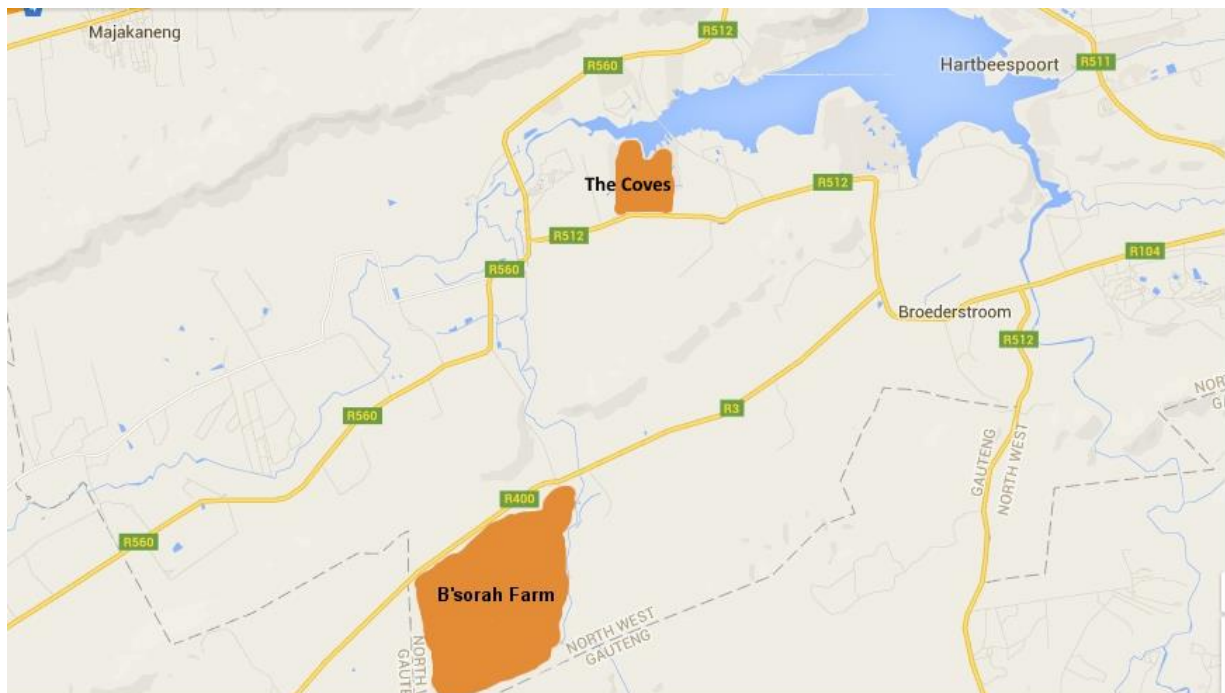 Majakaneng
R512
R560
Hartbeespoort
R511
The Coves
R512
R512
R560
R104
Broederstroom
R512
R560
R3
GAUTENG
NORTH WEST
R400
R560
B'sorah Farm
NORTH WEST
GAUTENG